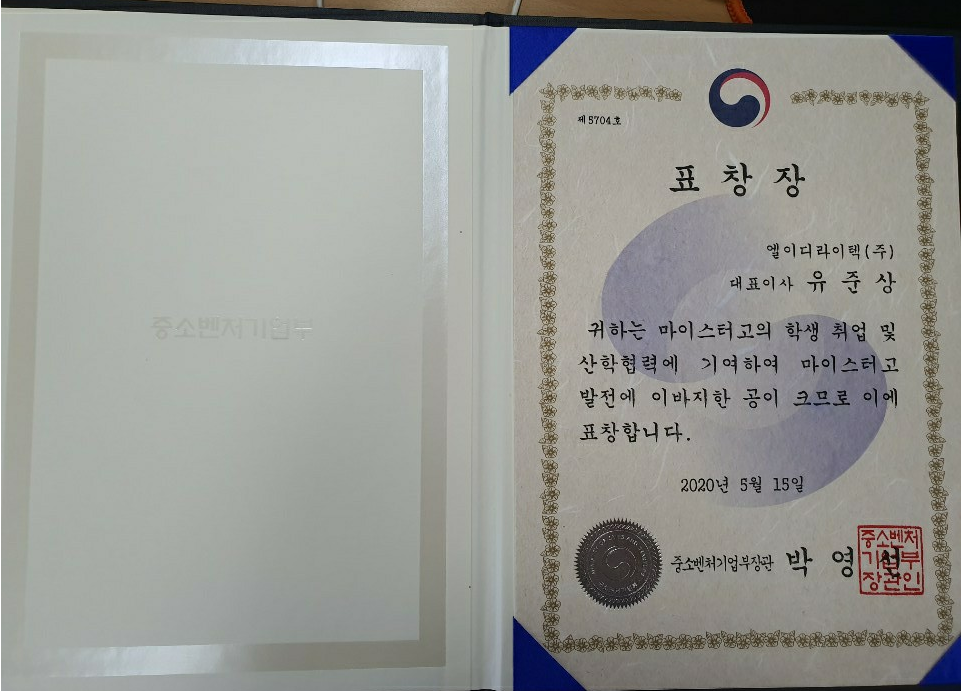 중소벤처기업부
제5704호
표창장
엘이디라이텍(주)
대표이사 유준상
귀하는 마이스터고의 학생 취업 및
산학협력에 기여하여 마이스터고
발전에 이바지한 공이 크므로 이에
표창합니다.
2020년 5월 15일
중소벤처기업부장관 박영선
중소벤처
기업부
장관인